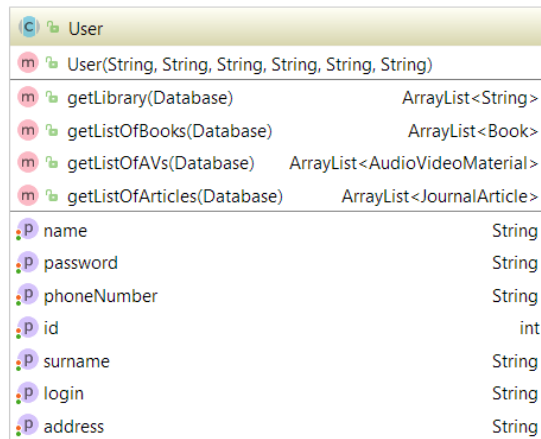 C User
m User(String, String, String, String, String, String)
m getLibrary(Database) ArrayList<String>
m getListOfBooks(Database) ArrayList<Book>
m getListOfAVs(Database) ArrayList<AudioVideoMaterial>
m getListOfArticles(Database) ArrayList<JournalArticle>
P name String
P password String
P phoneNumber String
P id int
P surname String
P login String
P address String